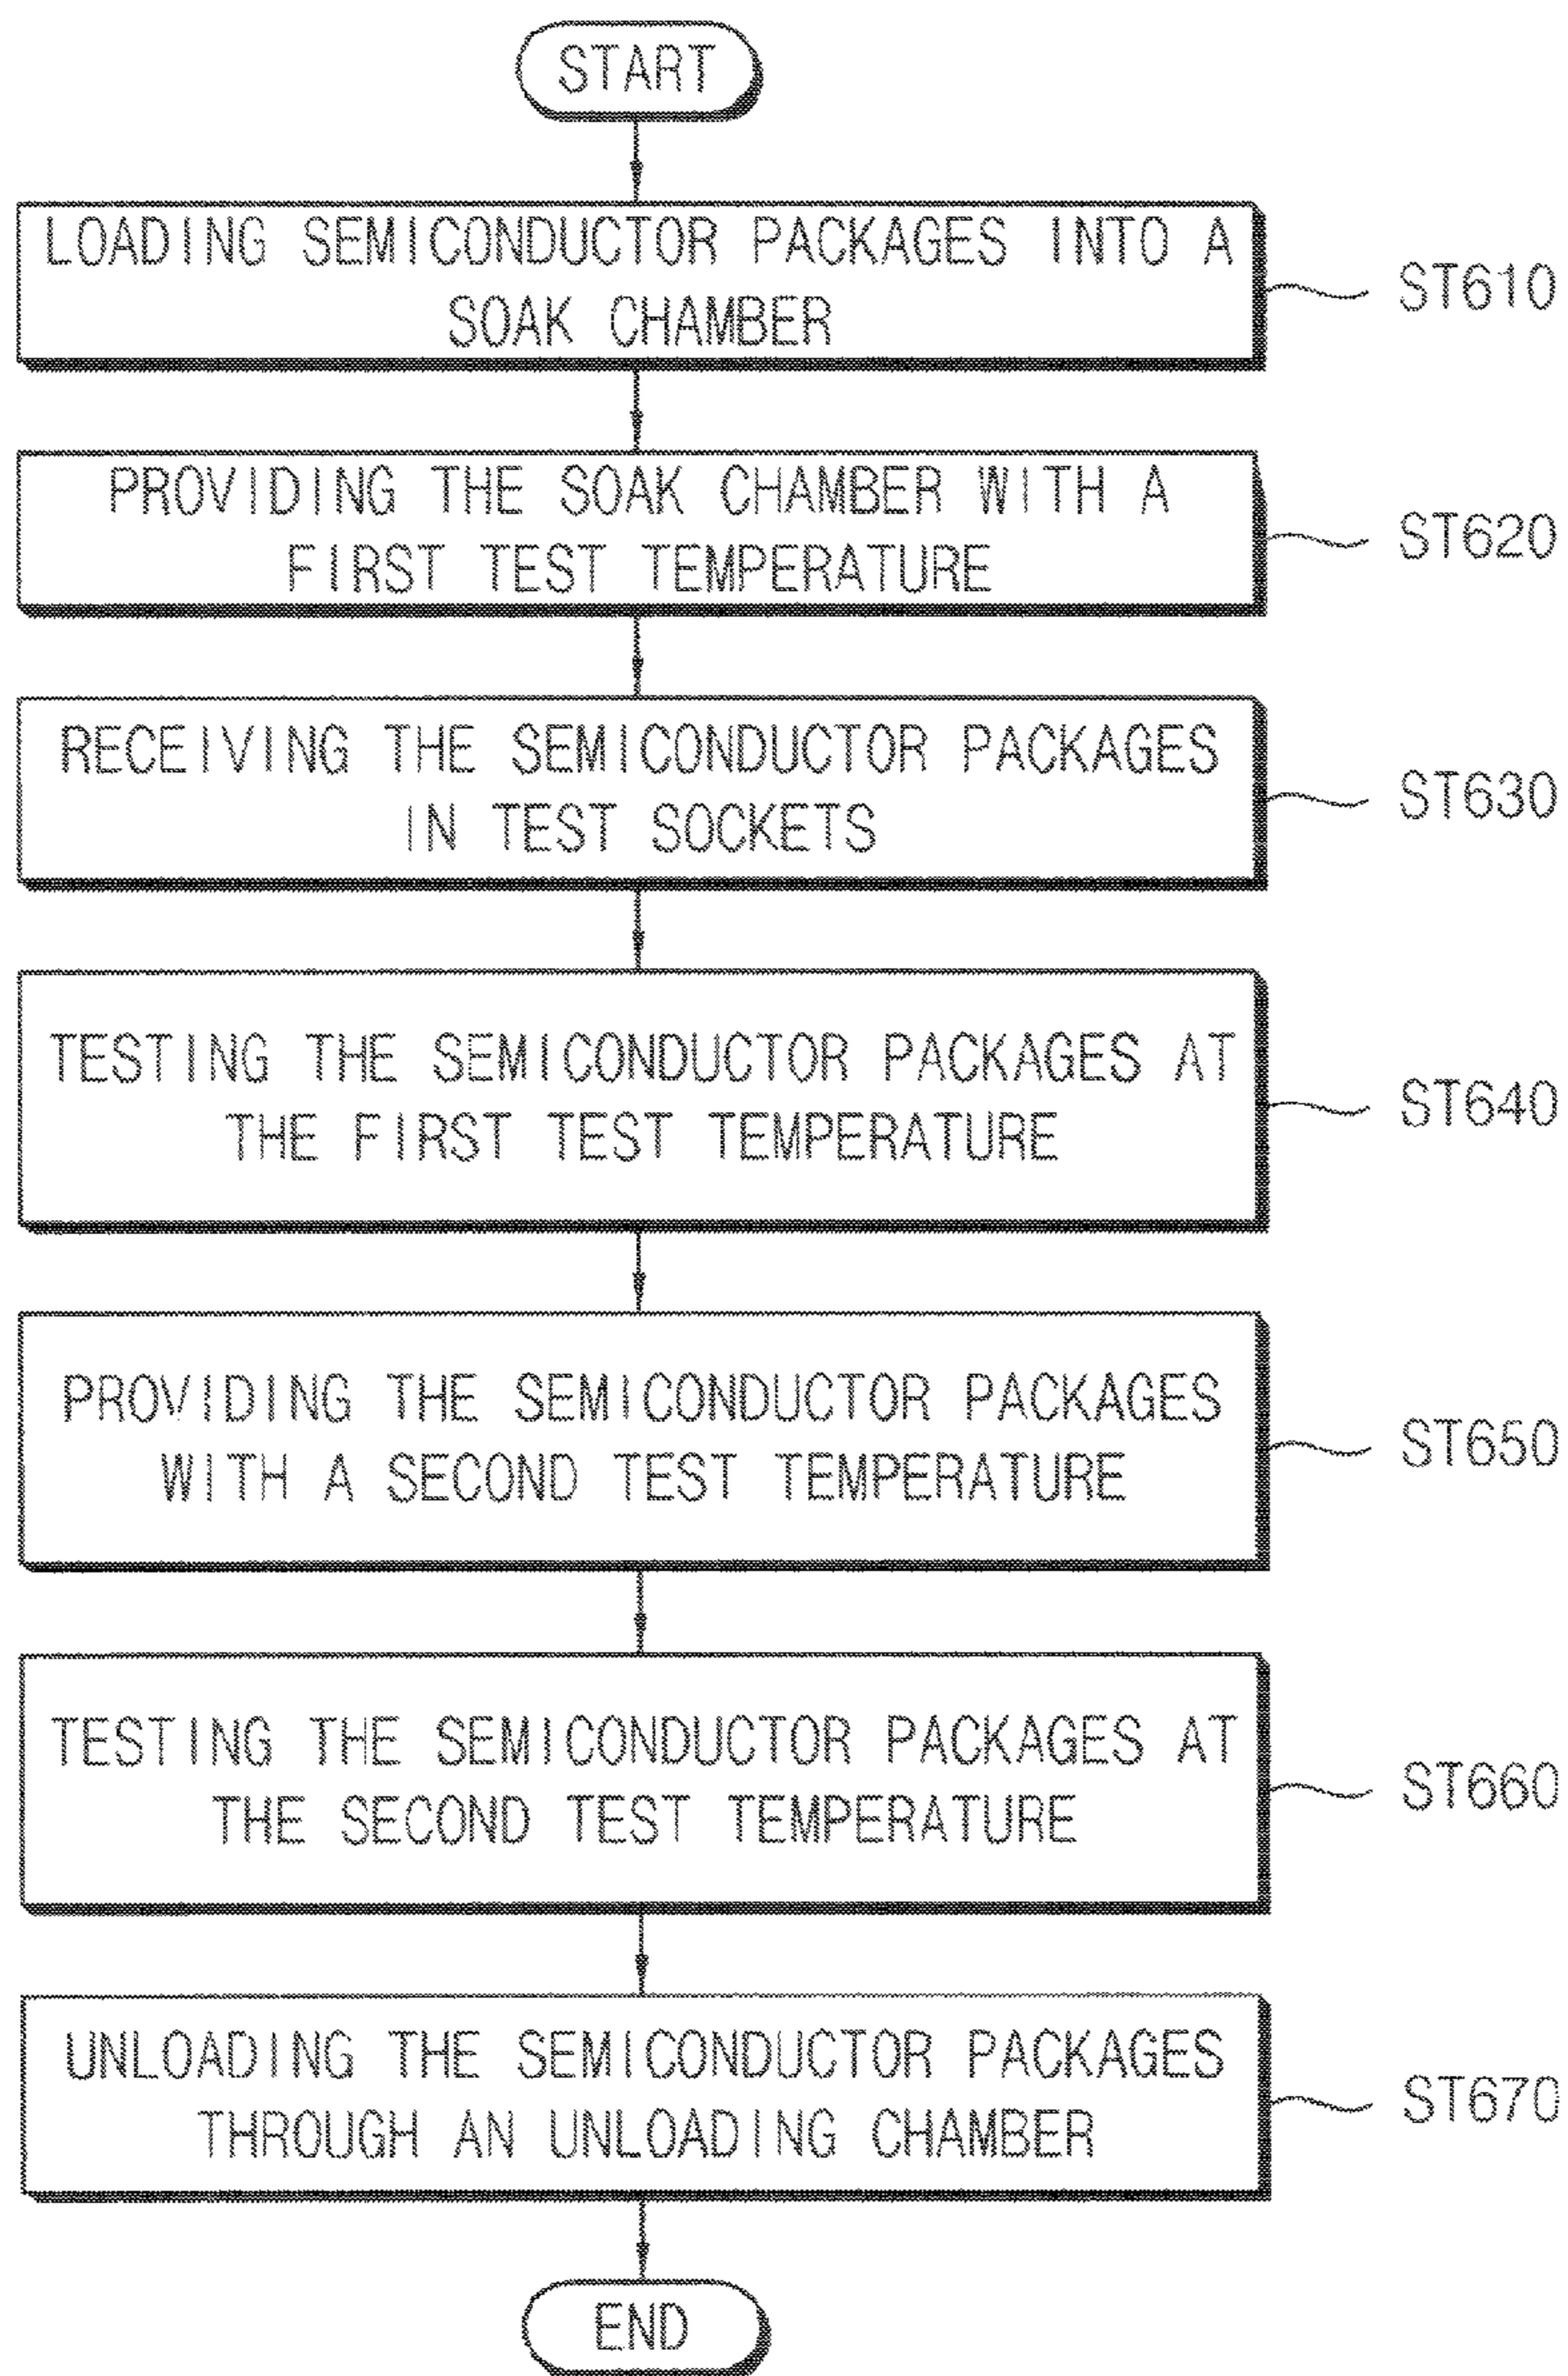 START
LOADING SEMICONDUCTOR PACKAGES INTO A
SOAK CHAMBER
ST610
PROVIDING THE SOAK CHAMBER WITH A
FIRST TEST TEMPERATURE
ST620
RECEIVING THE SEMICONDUCTOR PACKAGES
IN TEST SOCKETS
ST630
TESTING THE SEMICONDUCTOR PACKAGES AT
THE FIRST TEST TEMPERATURE
ST640
PROVIDING THE SEMICONDUCTOR PACKAGES
WITH A SECOND TEST TEMPERATURE
ST650
TESTING THE SEMICONDUCTOR PACKAGES AT
THE SECOND TEST TEMPERATURE
ST660
UNLOADING THE SEMICONDUCTOR PACKAGES
THROUGH AN UNLOADING CHAMBER
ST670
END